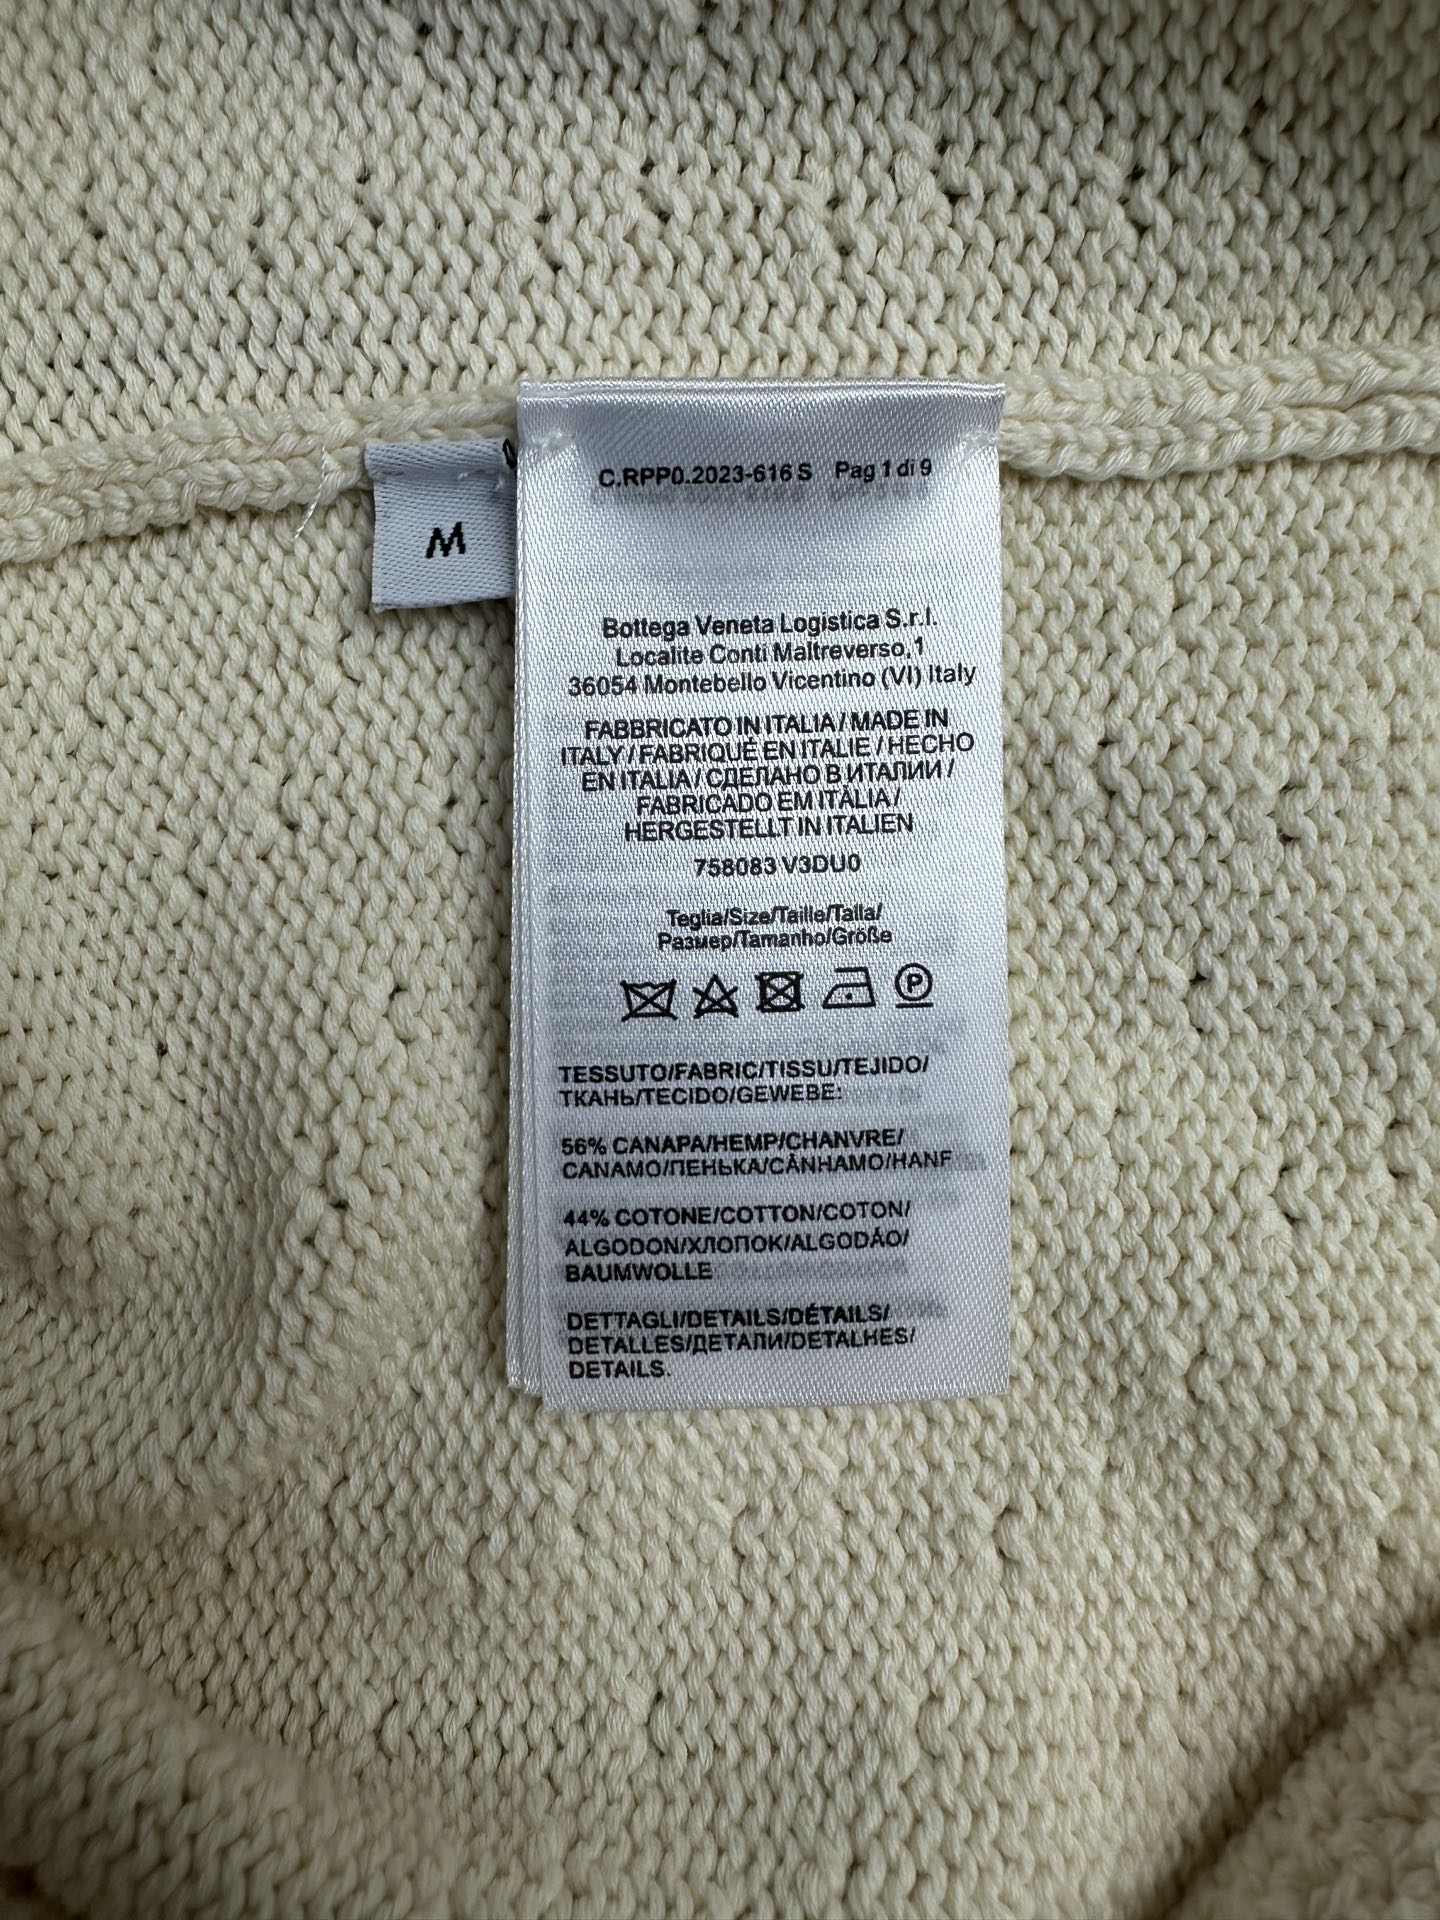 C.RPP0.2023-616 S Pag 1 di 9
M
Bottega Veneta Logistica S.r.l.
Localite Conti Maltreverso,1
36054 Montebello Vicentino (VI) Italy
FABBRICATO IN ITALIA / MADE IN
ITALY / FABRIQUÉ EN ITALIE / HECHO
EN ITALIA / СДЕЛАНО В ИТАЛИИ /
FABRICADO EM ITÀLIA /
HERGESTELLT IN ITALIEN
758083 V3DU0
Teglia/Size/Taille/Talla/
Размер/Tamanho/Größe
P
TESSUTO/FABRIC/TISSU/TEJIDO/
ТКАНЬ/TECIDO/GEWEBE:
56% CANAPA/HEMP/CHANVRE/
CANAMO/ПЕНЬКА/CÂNHAMO/HANF
44% COTONE/COTTON/COTON/
ALGODON/ХЛОПОК/ALGODÁO/
BAUMWOLLE
DETTAGLI/DETAILS/DÉTAILS/
DETALLES/ДЕТАЛИ/DETALHES/
DETAILS.